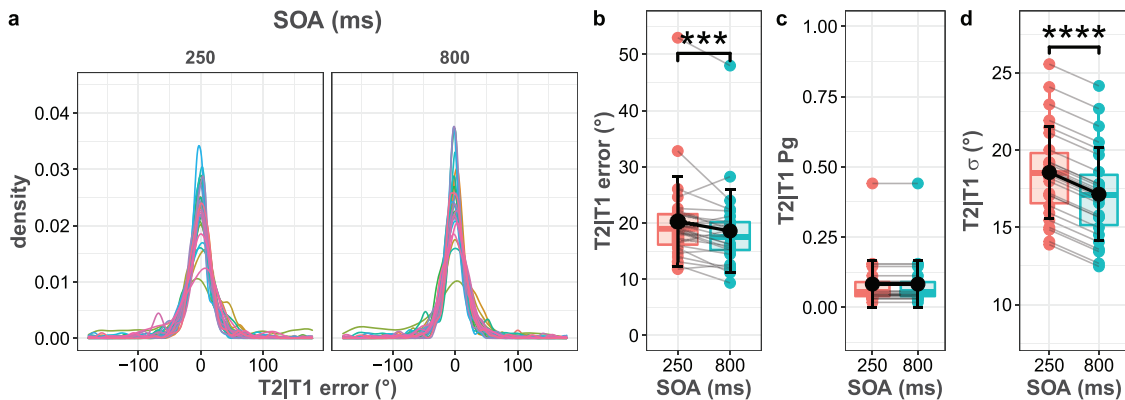 a
SOA (ms)
250
800
density
0.04
0.03
0.02
0.01
0.00
−100
0
100
−100
0
100
T2|T1 error (°)
b
***
T2|T1 error (°)
50
40
30
20
10
0
250
800
SOA (ms)
c
T2|T1 Pg
1.00
0.75
0.50
0.25
0.00
250
800
SOA (ms)
d
****
T2|T1 σ (°)
25
20
15
10
250
800
SOA (ms)